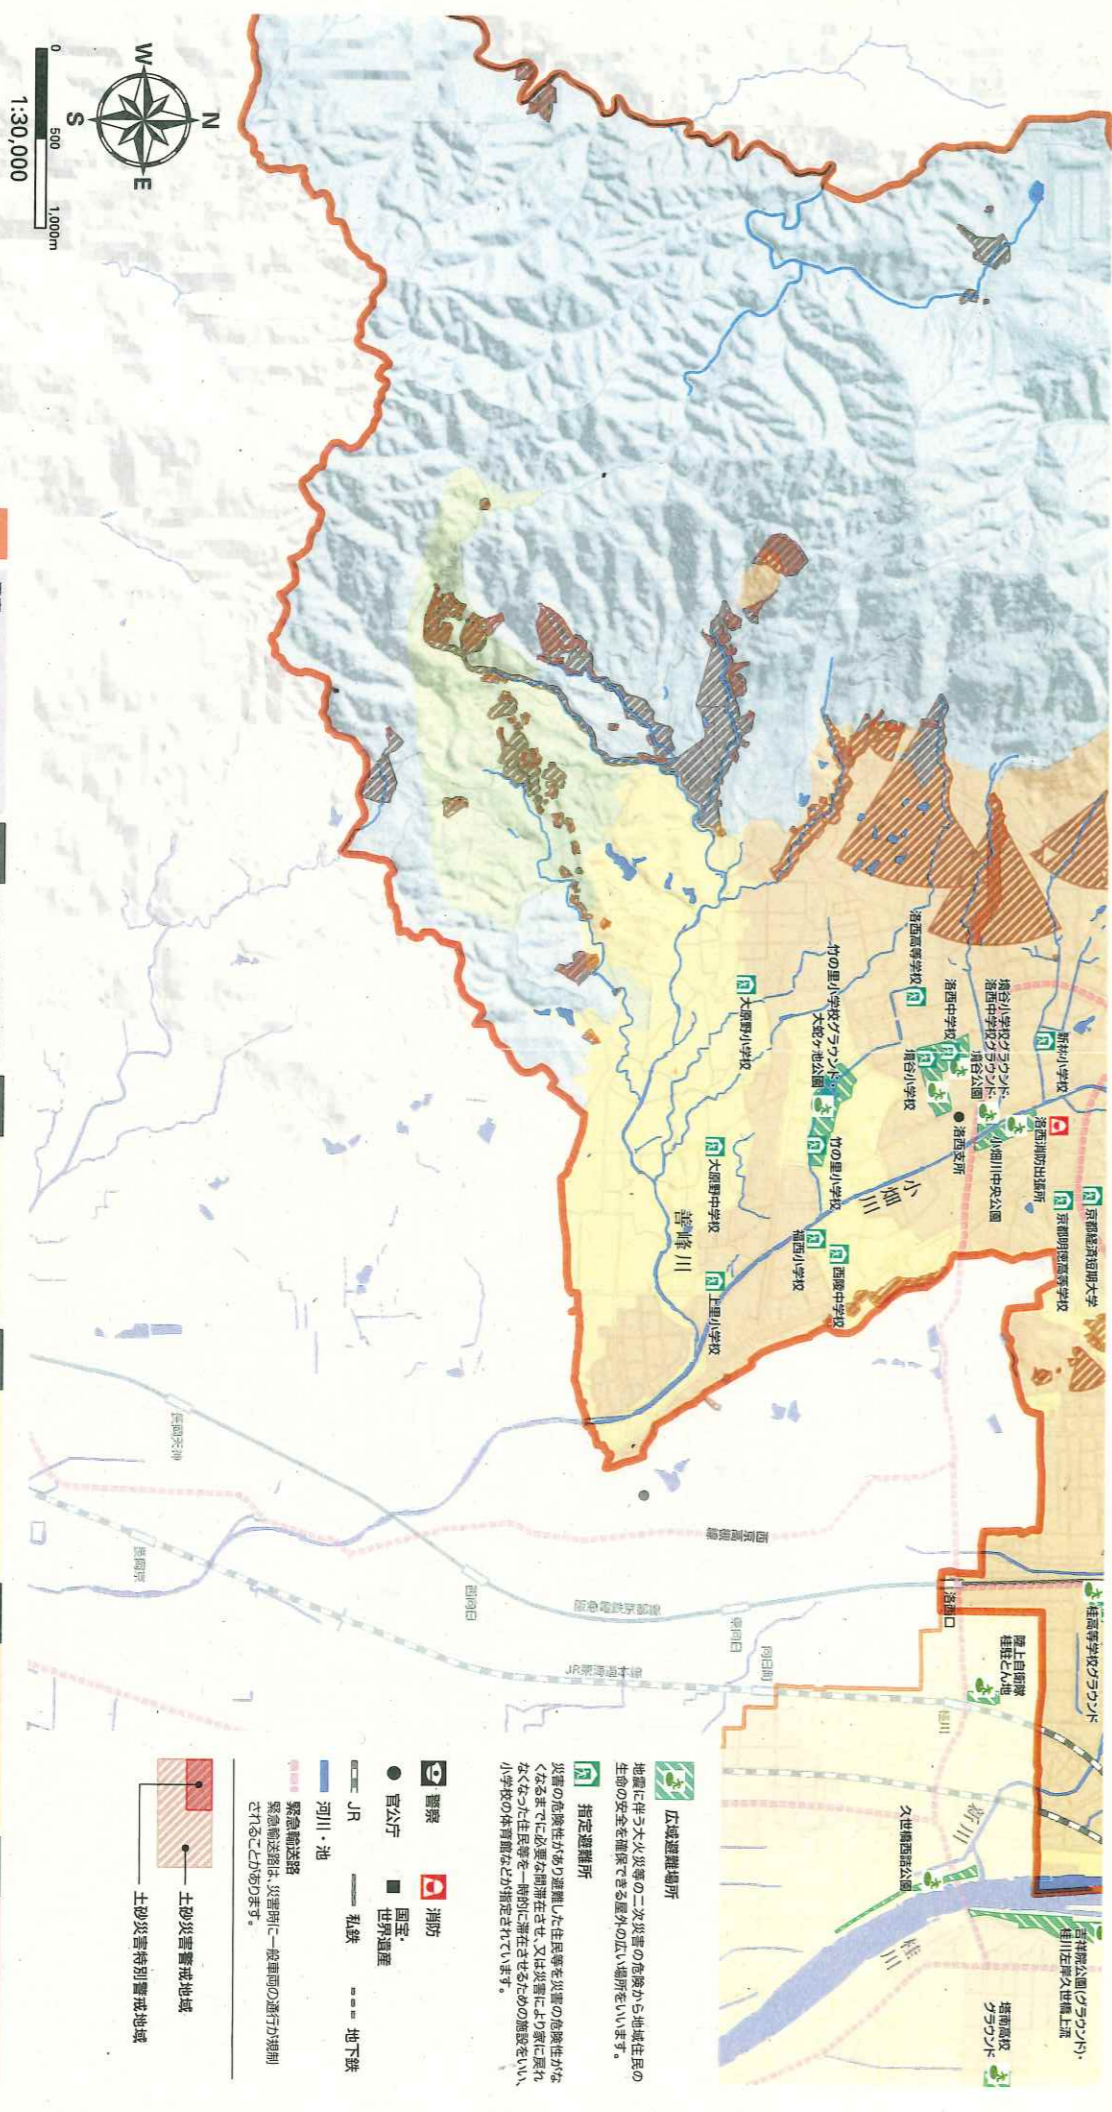 N
W
E
S
0
500
1,000m
1:30,000
新林小学校
境谷小学校グラウンド・
洛西中学校グラウンド・
境谷公園
洛西高等学校
洛西中学校
境谷小学校
洛西消防出張所
小畑川中央公園
洛西支所
京都経済短期大学
京都明徳高等学校
竹の里小学校グラウンド・
大蛇ヶ池公園
竹の里小学校
大原野小学校
大原野中学校
小畑川
善峰川
福西小学校
西陵中学校
上里小学校
洛西口
桂高等学校グラウンド
陸上自衛隊
桂駐とん地
桂川
新川
久世橋西詰公園
桂川
吉祥院公園(グラウンド)・
桂川左岸久世橋上流
塔南高校
グラウンド
長岡天神
長岡京
西向日
東向日
向日町
広域避難場所
地震に伴う大火災等の二次災害の危険から地域住民の
生命の安全を確保できる屋外の広い場所をいいます。
指定避難所
災害の危険性があり避難した住民等を災害の危険性がな
くなるまでに必要な間滞在させ、又は災害により家に戻れ
なくなった住民等を一時的に滞在させるための施設をいい、
小学校の体育館などが指定されています。
警察
消防
官公庁
国宝・
世界遺産
JR
私鉄
地下鉄
河川・池
緊急輸送路
緊急輸送路は、災害時に一般車両の通行が規制
されることがあります。
土砂災害警戒地域
土砂災害特別警戒地域